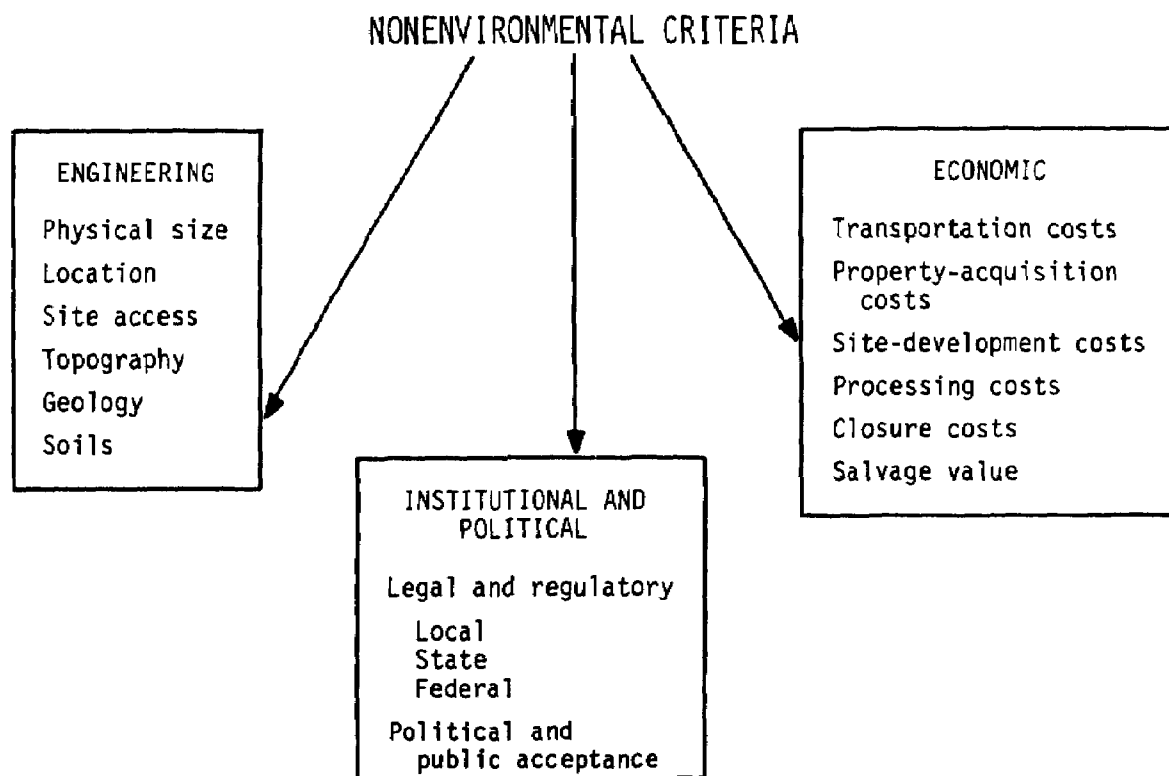 NONENVIRONMENTAL CRITERIA
ENGINEERING
Physical size
Location
Site access
Topography
Geology
Soils
INSTITUTIONAL AND
POLITICAL
Legal and regulatory
Local
State
Federal
Political and
public acceptance
ECONOMIC
Transportation costs
Property-acquisition
costs
Site-development costs
Processing costs
Closure costs
Salvage value